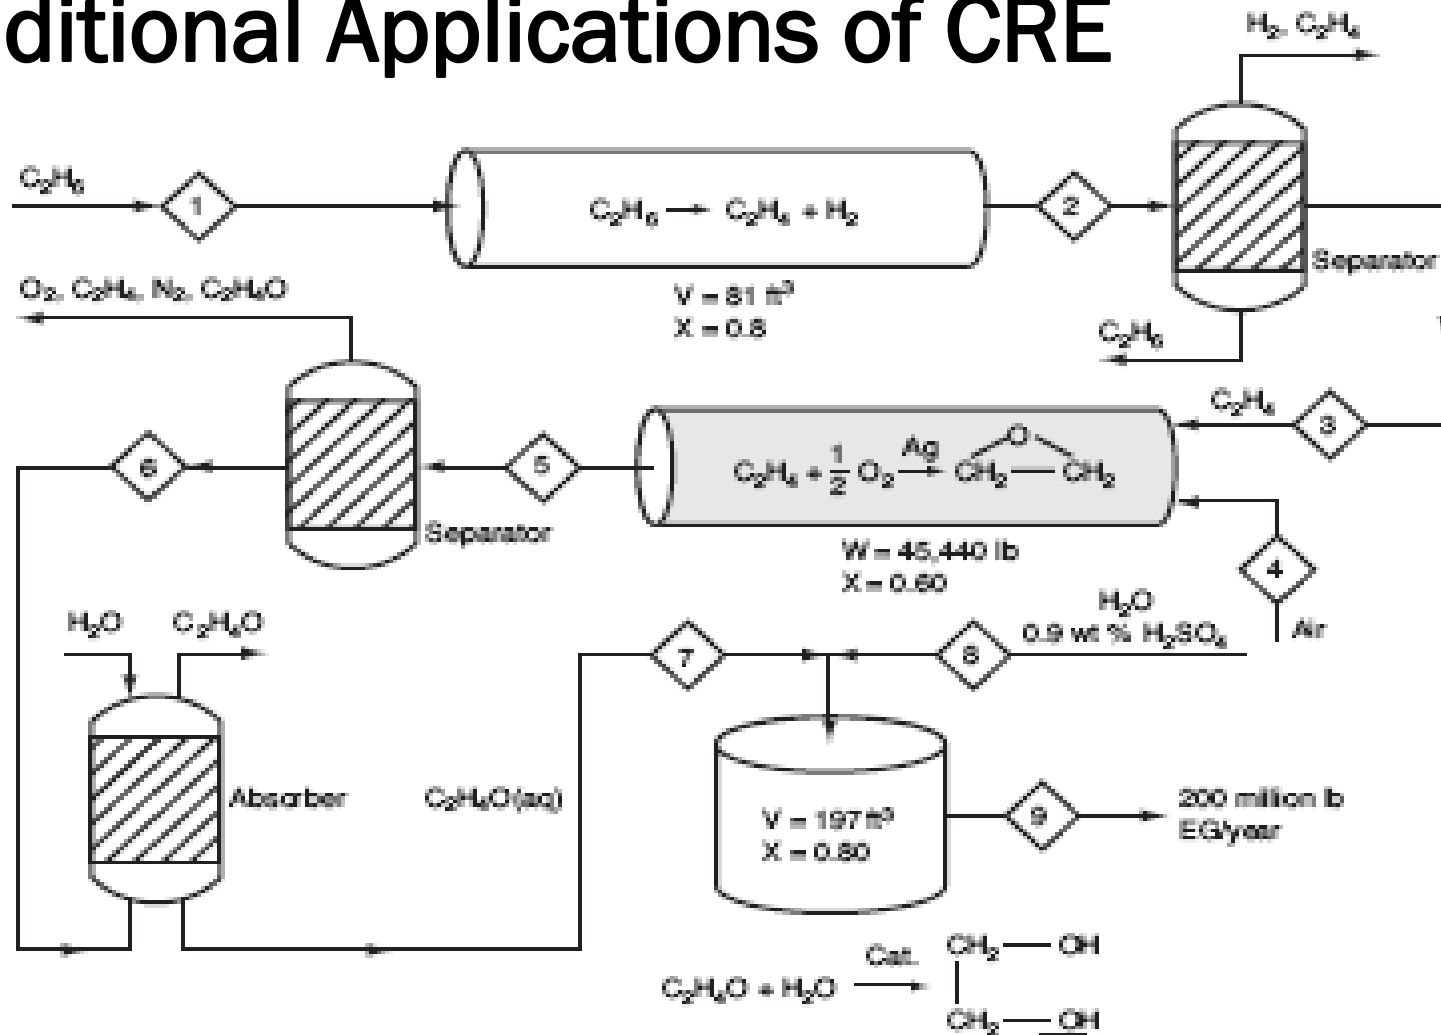 ditional Applications of CRE
H₂, C₂H₄
C₂H₆
1
C₂H₆ → C₂H₄ + H₂
2
Separator
V = 81 ft³
X = 0.8
O₂, C₂H₄, N₂, C₂H₄O
C₂H₆
C₂H₄
3
6
5
C₂H₄ + 1/2 O₂ Ag → CH₂ — O — CH₂
Separator
W = 45,440 lb
X = 0.60
4
Air
H₂O
0.9 wt % H₂SO₄
H₂O C₂H₄O
7
8
Absorber
C₂H₄O(aq)
V = 197 ft³
X = 0.80
9
200 million lb
EG/year
C₂H₄O + H₂O Cat. →
CH₂ — OH
CH₂ — OH